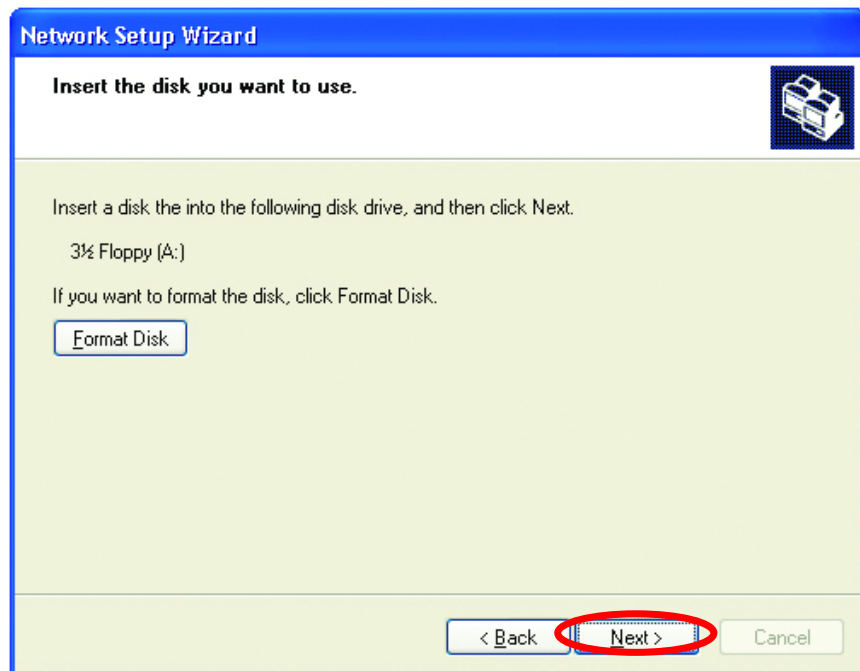 Network Setup Wizard
Insert the disk you want to use.
Insert a disk the into the following disk drive, and then click Next.
3½ Floppy (A:)
If you want to format the disk, click Format Disk.
Format Disk
< Back Next > Cancel